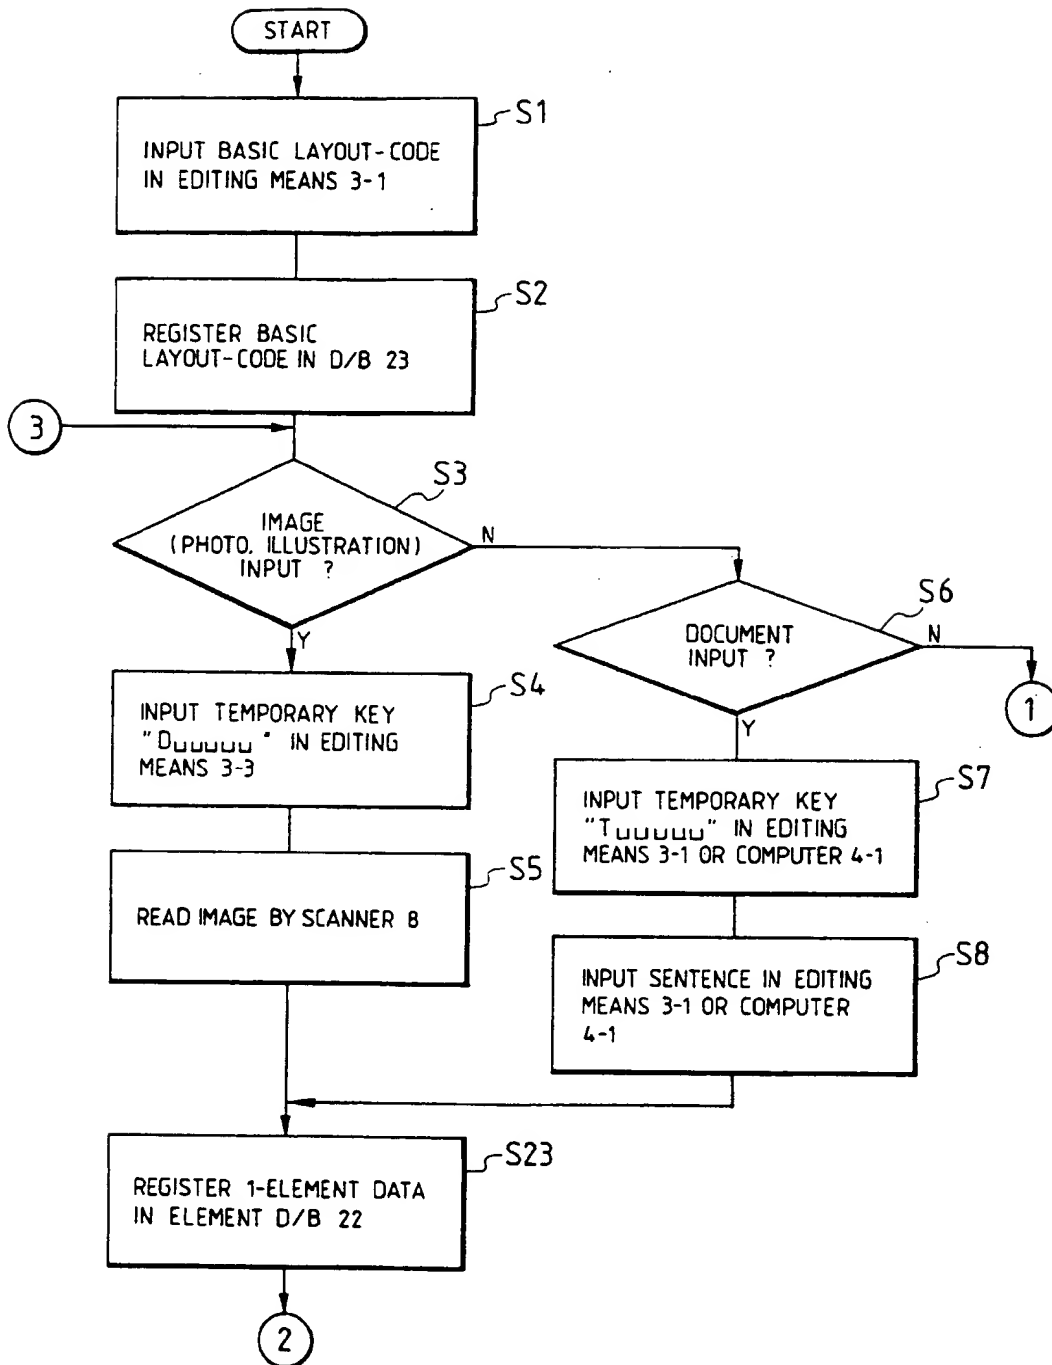 START
S1
INPUT BASIC LAYOUT-CODE
IN EDITING MEANS 3-1
S2
REGISTER BASIC
LAYOUT-CODE IN D/B 23
3
S3
IMAGE
(PHOTO. ILLUSTRATION)
INPUT ?
N
Y
S6
DOCUMENT
INPUT ?
N
Y
1
S4
INPUT TEMPORARY KEY
"D␣␣␣␣␣" IN EDITING
MEANS 3-3
S7
INPUT TEMPORARY KEY
"T␣␣␣␣␣" IN EDITING
MEANS 3-1 OR COMPUTER 4-1
S5
READ IMAGE BY SCANNER 8
S8
INPUT SENTENCE IN EDITING
MEANS 3-1 OR COMPUTER
4-1
S23
REGISTER 1-ELEMENT DATA
IN ELEMENT D/B 22
2